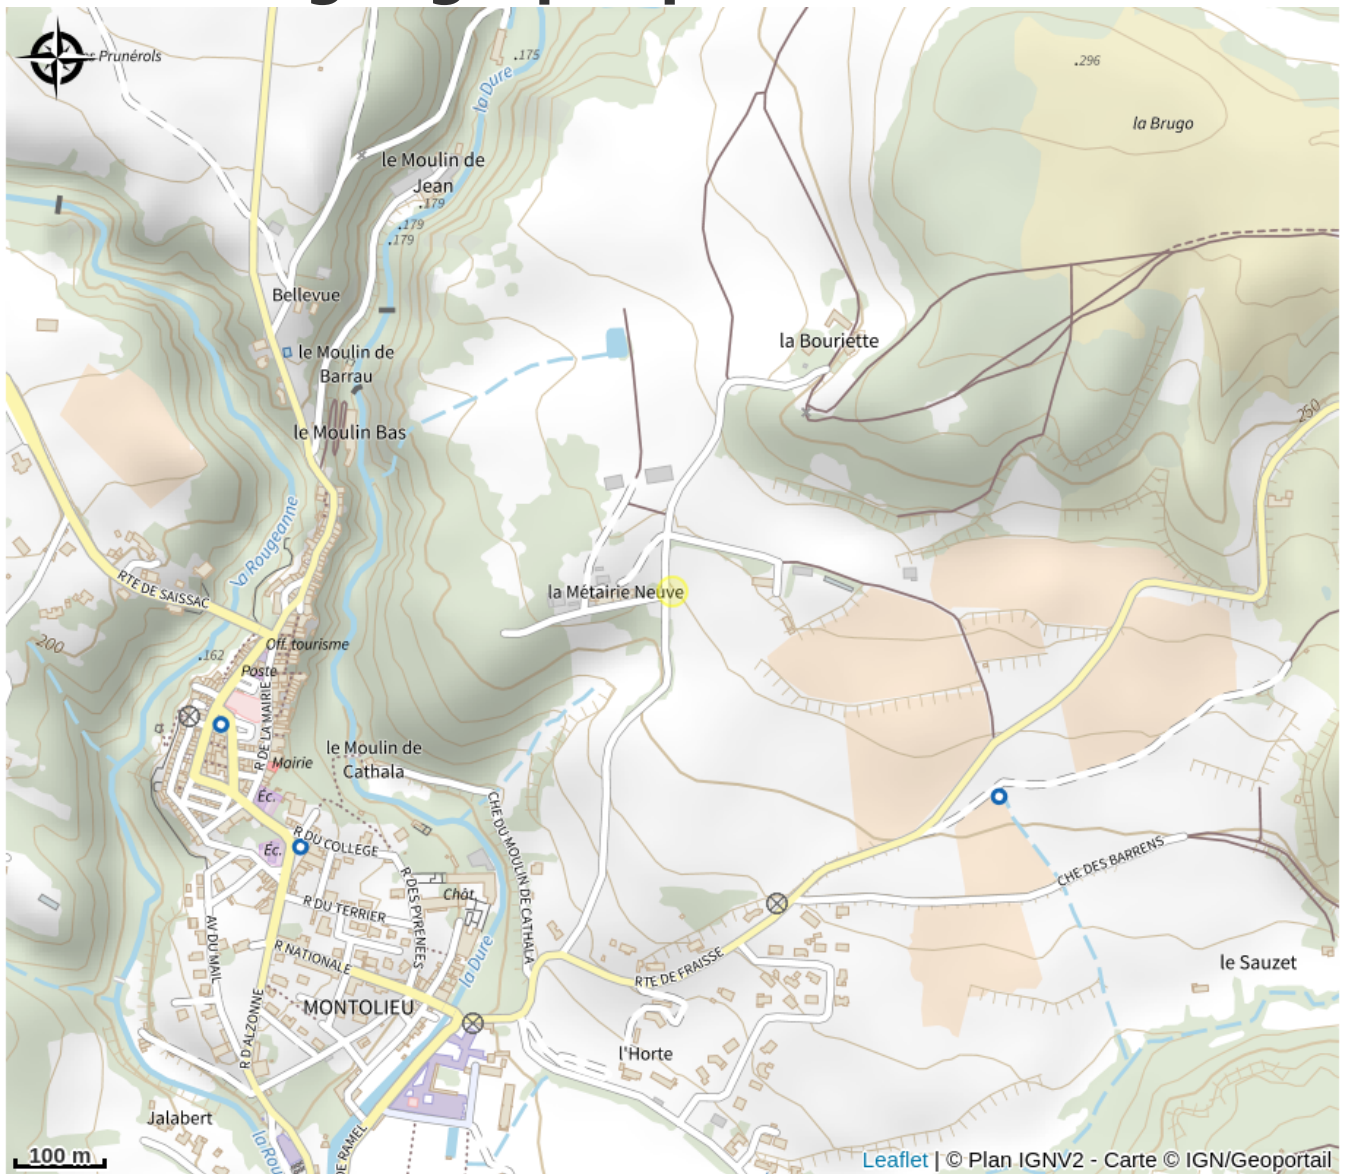 Prunérols
.175
la Dure
.296
la Brugo
le Moulin de
Jean
.179
.179
.179
Bellevue
la Bouriette
le Moulin de
Barrau
250
le Moulin Bas
la Rougeanne
la Métairie Neuve
RTE DE SAISSAC
200
Off. tourisme
.162
Poste
R DE LA MAIRIE
le Moulin de
Cathala
Mairie
Éc.
CHE DU MOULIN DE CATHALA
R DU COLLÈGE
Éc.
CHE DES BARRENS
R DES PYRENEES
Chât.
R DU TERRIER
AV DU MAIL
R NATIONALE
la Dure
RTE DE FRAISSE
le Sauzet
MONTOLIEU
R D'ALZONNE
l'Horte
Jalabert
la Rou
DE RAMEL
100 m
Leaflet | © Plan IGNV2 - Carte © IGN/Geoportail